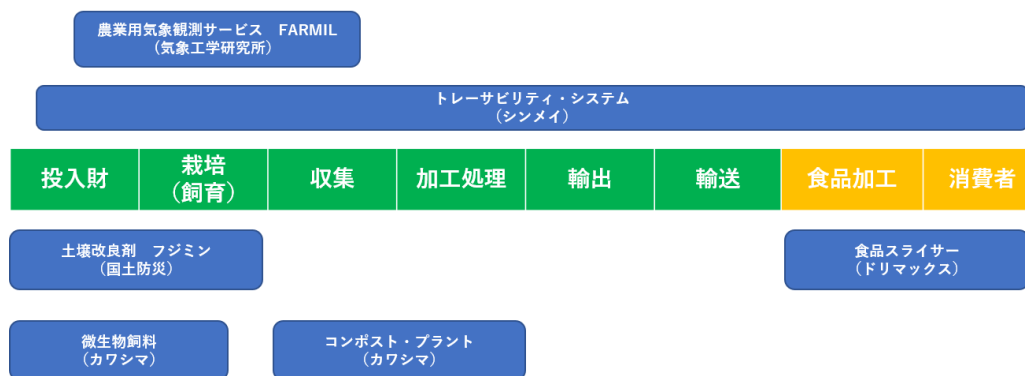 農業用気象観測サービス　FARMIL
（気象工学研究所）
トレーサビリティ・システム
（シンメイ）
投入財
栽培
（飼育）
収集
加工処理
輸出
輸送
食品加工
消費者
土壌改良剤　フジミン
（国土防災）
食品スライサー
（ドリマックス）
微生物飼料
（カワシマ）
コンポスト・プラント
（カワシマ）